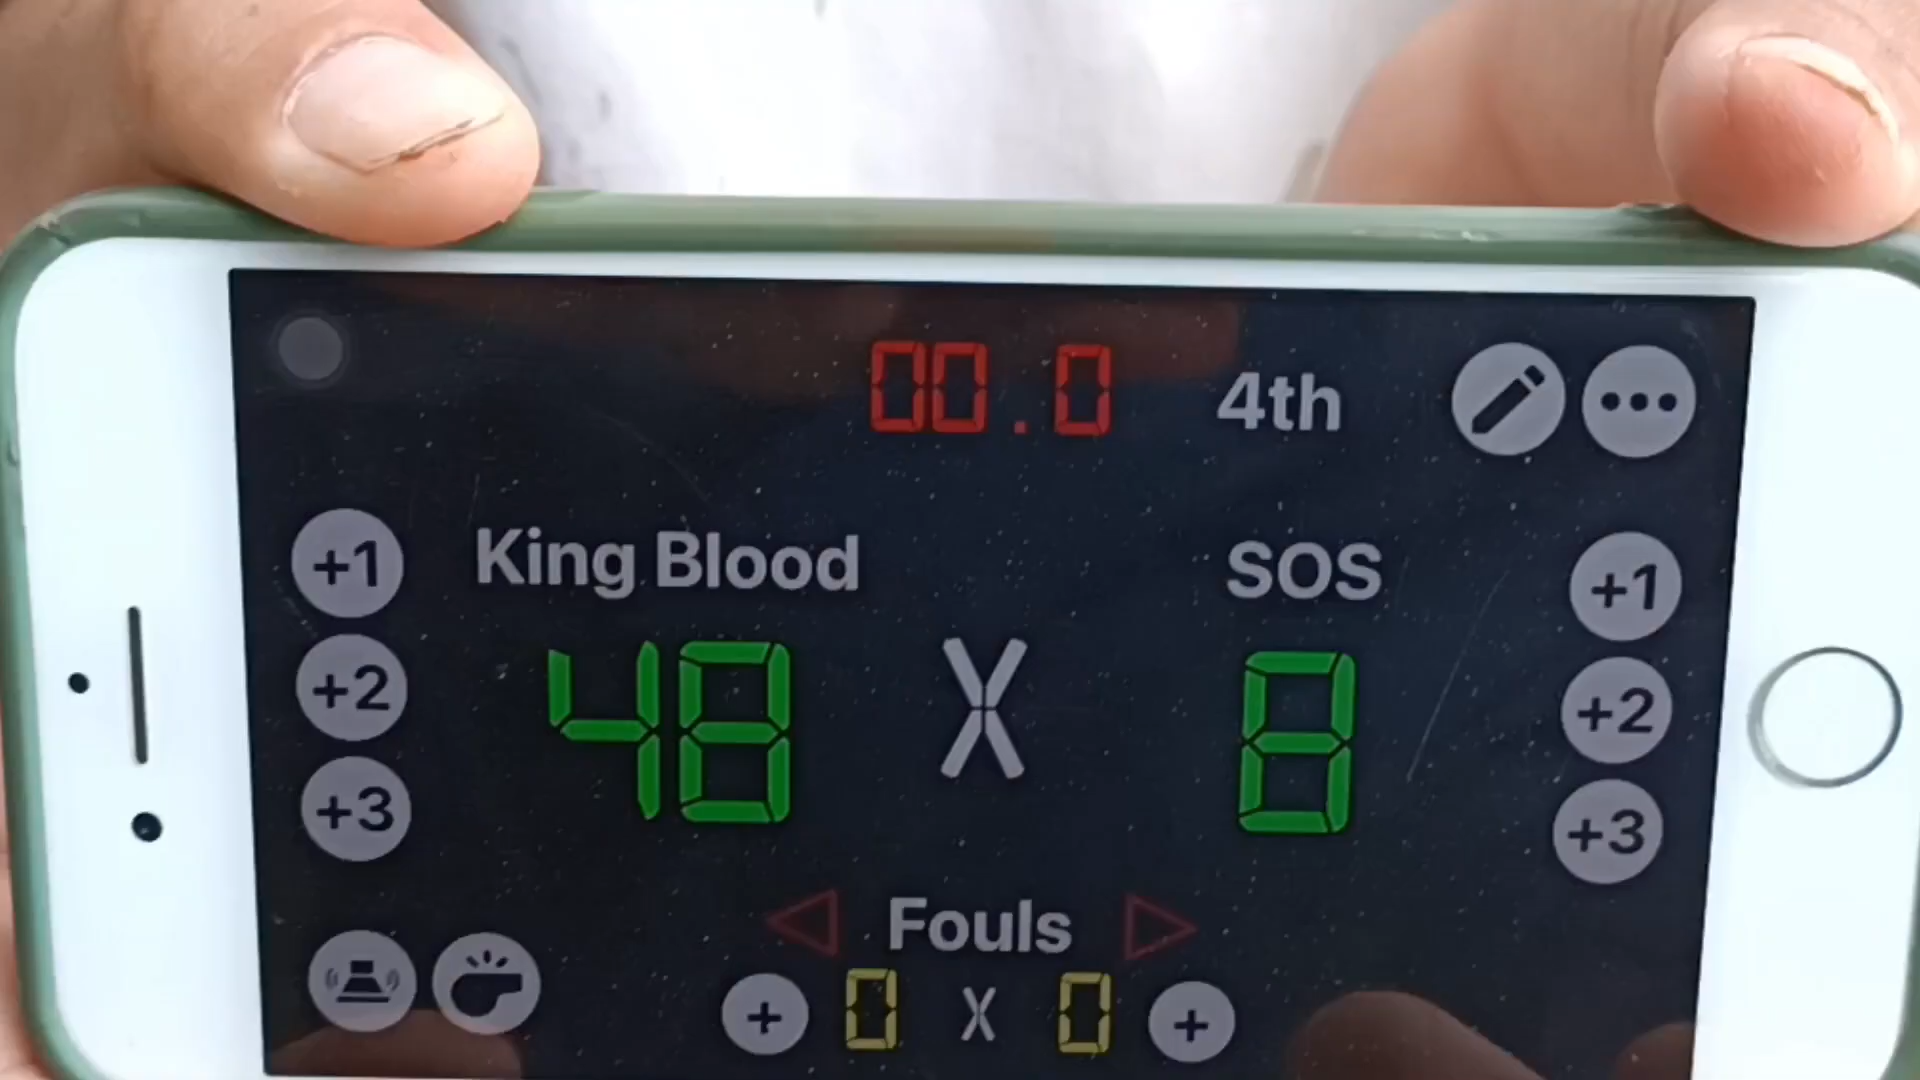 00.0 4th
King Blood SOS
+1 +1
48 X 8
+2 +2
+3 +3
Fouls
+ 0 X 0 +